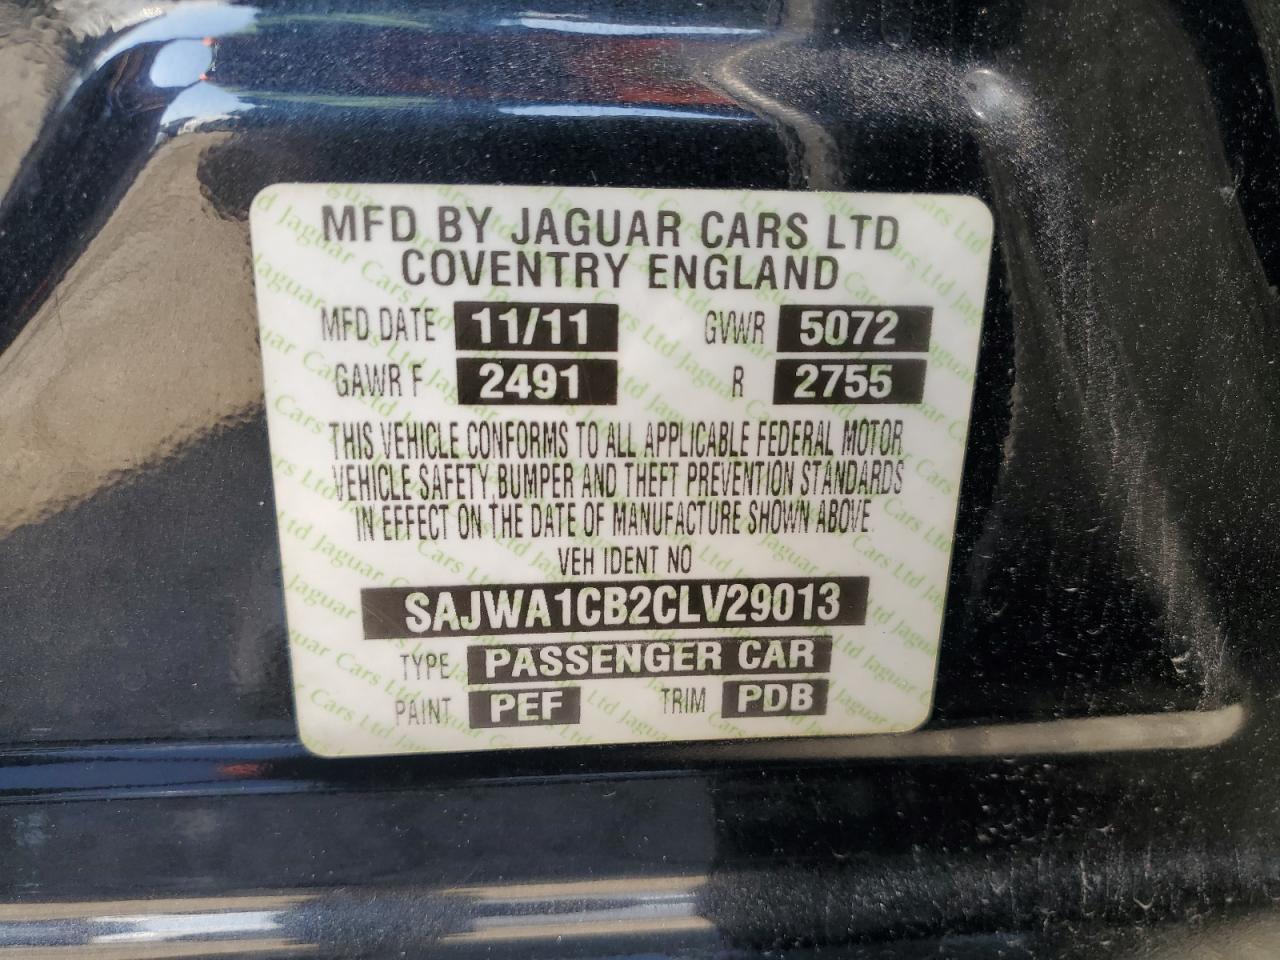 MFD BY JAGUAR CARS LTD
COVENTRY ENGLAND
MFD DATE 11/11 GVWR 5072
GAWR F 2491 R 2755
THIS VEHICLE CONFORMS TO ALL APPLICABLE FEDERAL MOTOR
VEHICLE SAFETY, BUMPER AND THEFT PREVENTION STANDARDS
IN EFFECT ON THE DATE OF MANUFACTURE SHOWN ABOVE.
VEH IDENT NO
SAJWA1CB2CLV29013
TYPE PASSENGER CAR
PAINT PEF TRIM PDB